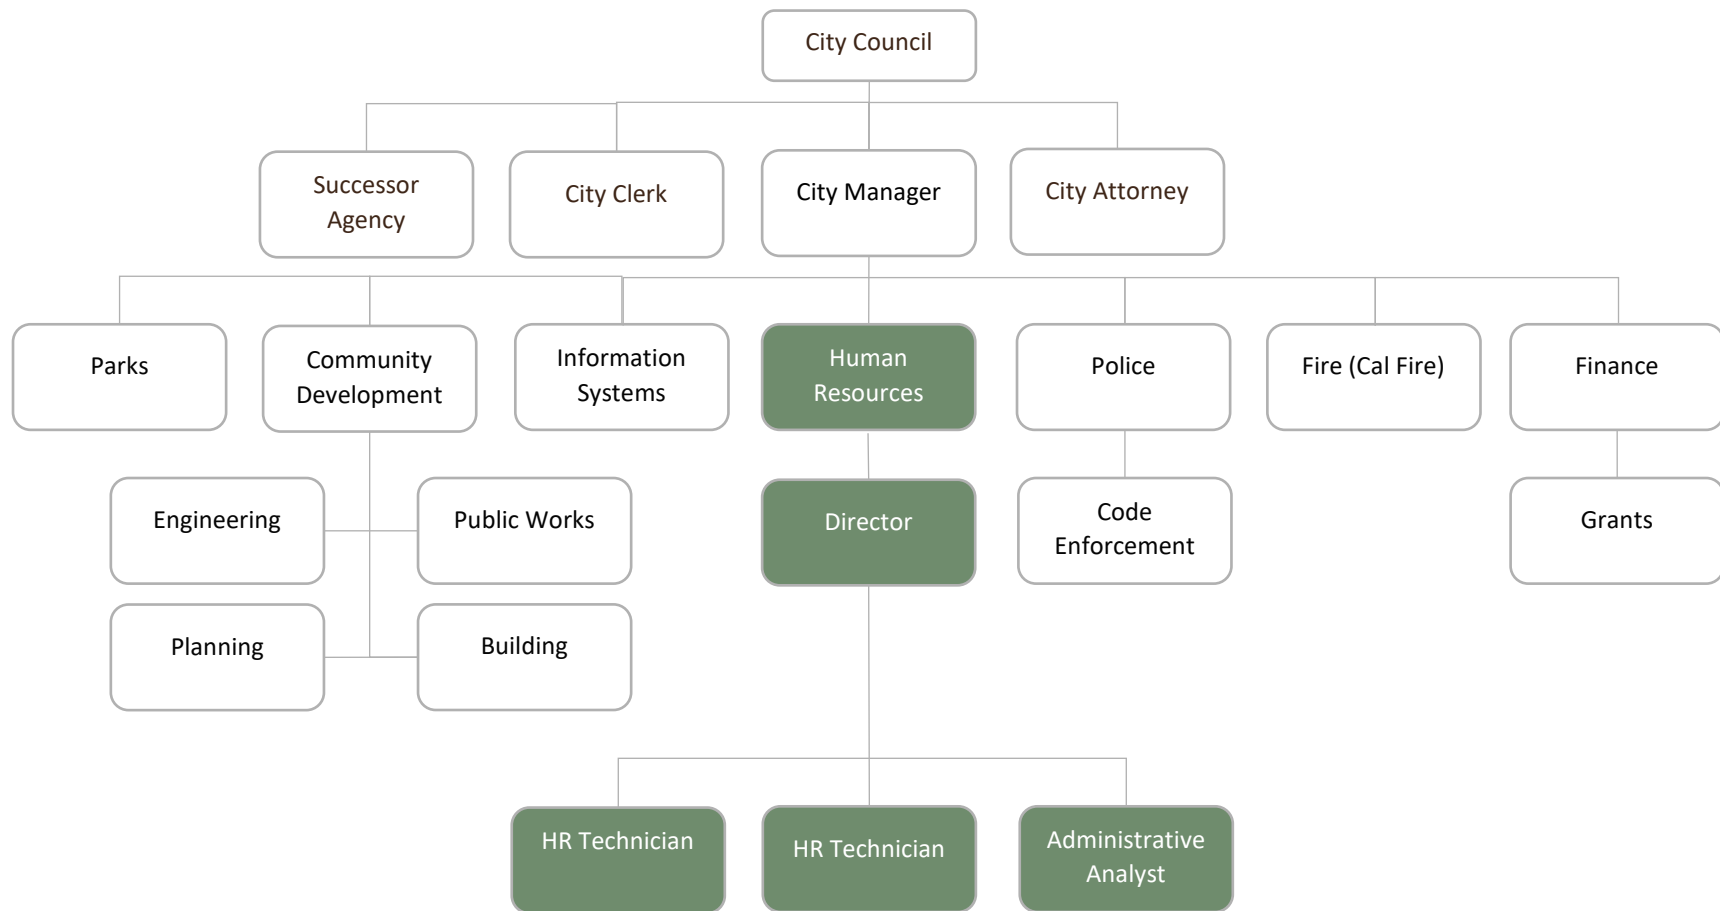 City Council
Successor
Agency
City Clerk
City Manager
City Attorney
Parks
Community
Development
Information
Systems
Human
Resources
Police
Fire (Cal Fire)
Finance
Engineering
Public Works
Director
Code
Enforcement
Grants
Planning
Building
HR Technician
HR Technician
Administrative
Analyst